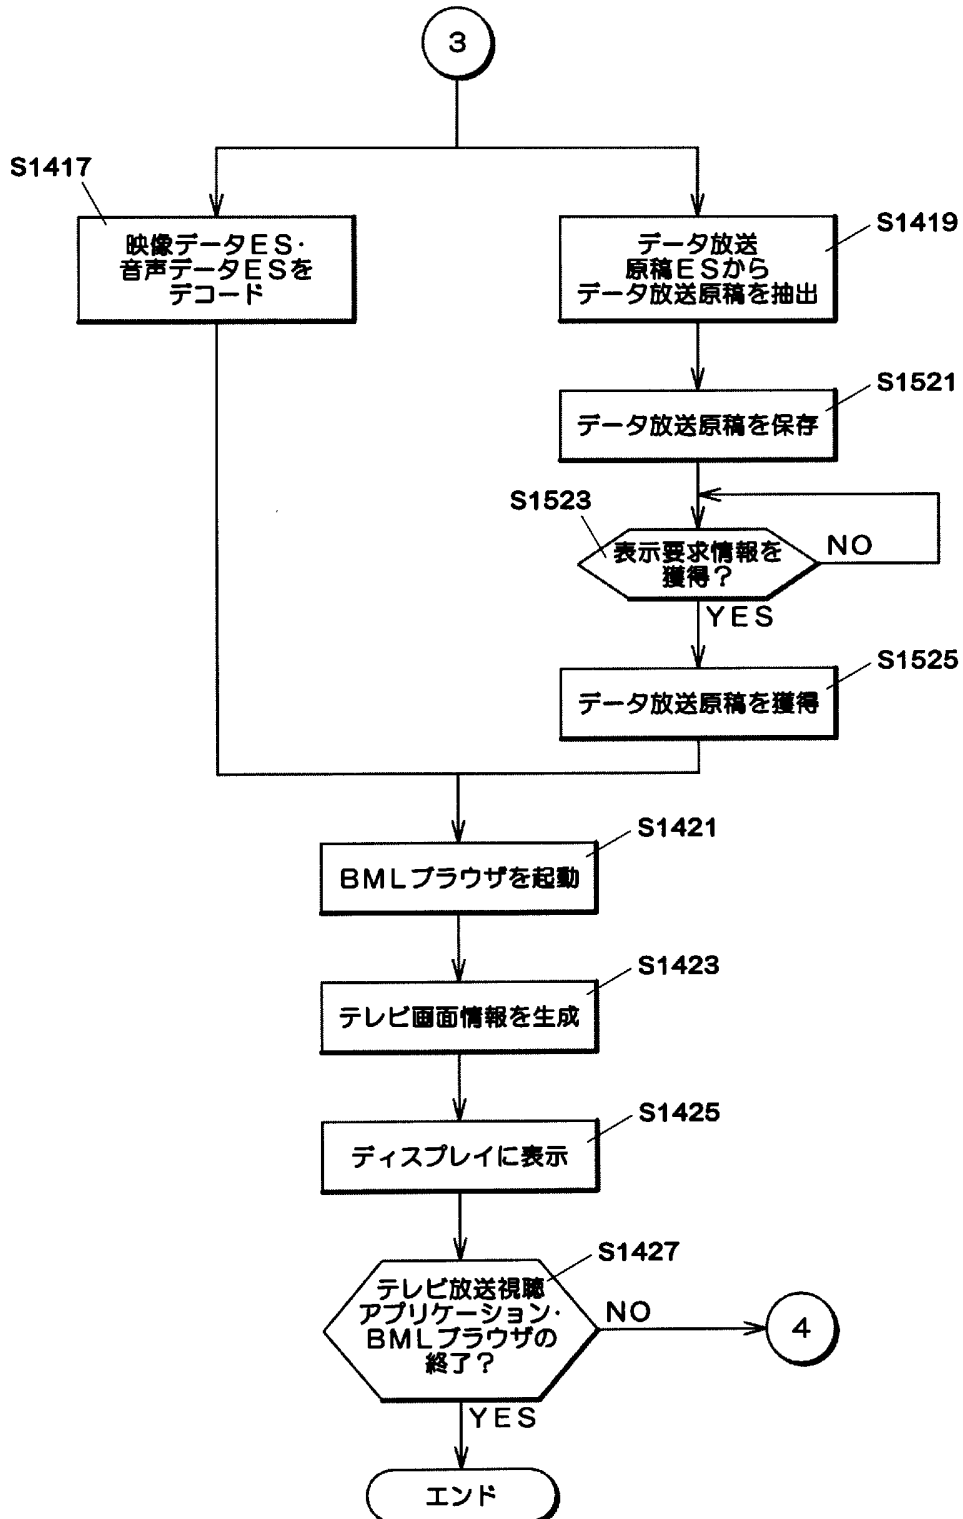 3
S1417
映像データES・
音声データESを
デコード
S1419
データ放送
原稿ESから
データ放送原稿を抽出
S1521
データ放送原稿を保存
S1523
表示要求情報を
獲得?
NO
YES
S1525
データ放送原稿を獲得
S1421
BMLブラウザを起動
S1423
テレビ画面情報を生成
S1425
ディスプレイに表示
S1427
テレビ放送視聴
アプリケーション・
BMLブラウザの
終了?
NO
4
YES
エンド